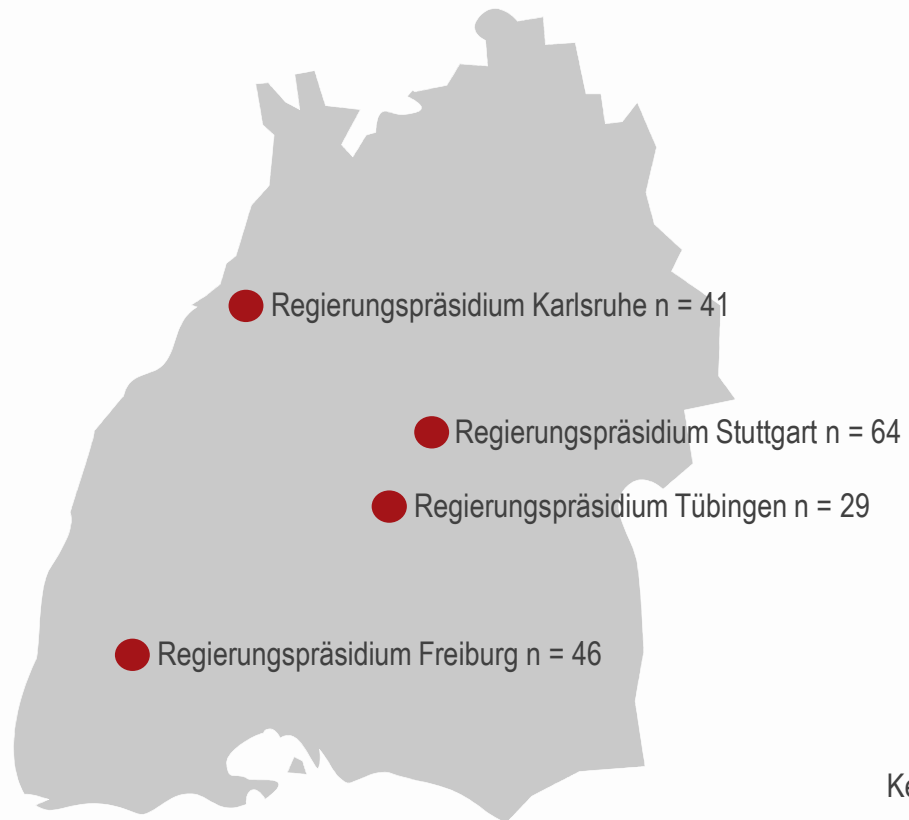 Regierungspräsidium Karlsruhe n = 41
Regierungspräsidium Stuttgart n = 64
Regierungspräsidium Tübingen n = 29
Regierungspräsidium Freiburg n = 46